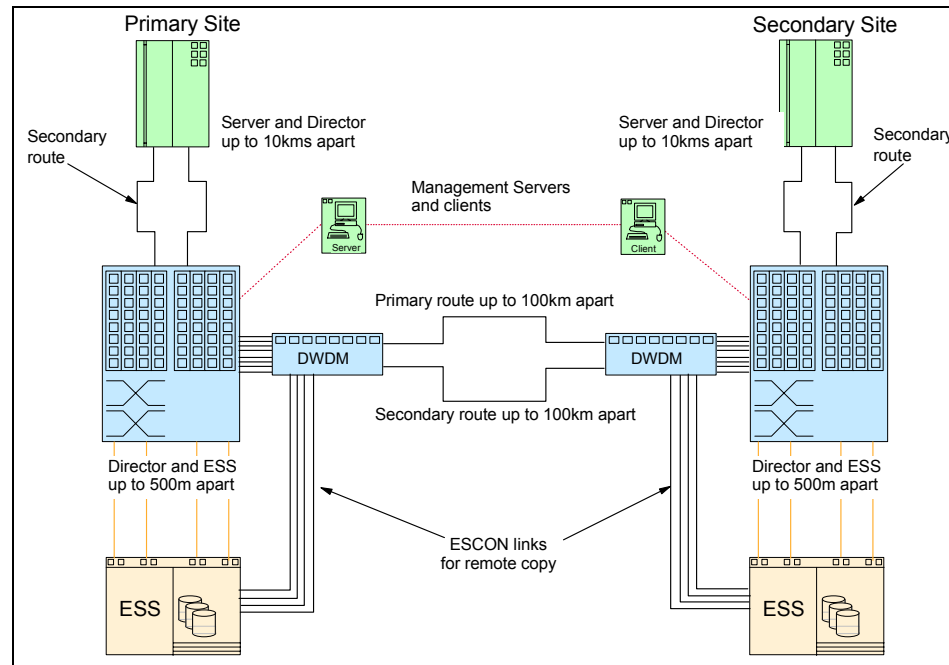 Primary Site
Secondary Site
Server and Director
up to 10kms apart
Server and Director
up to 10kms apart
Secondary
route
Secondary
route
Management Servers
and clients
Server
Client
Primary route up to 100km apart
DWDM
DWDM
Secondary route up to 100km apart
Director and ESS
up to 500m apart
Director and ESS
up to 500m apart
ESCON links
for remote copy
ESS
ESS